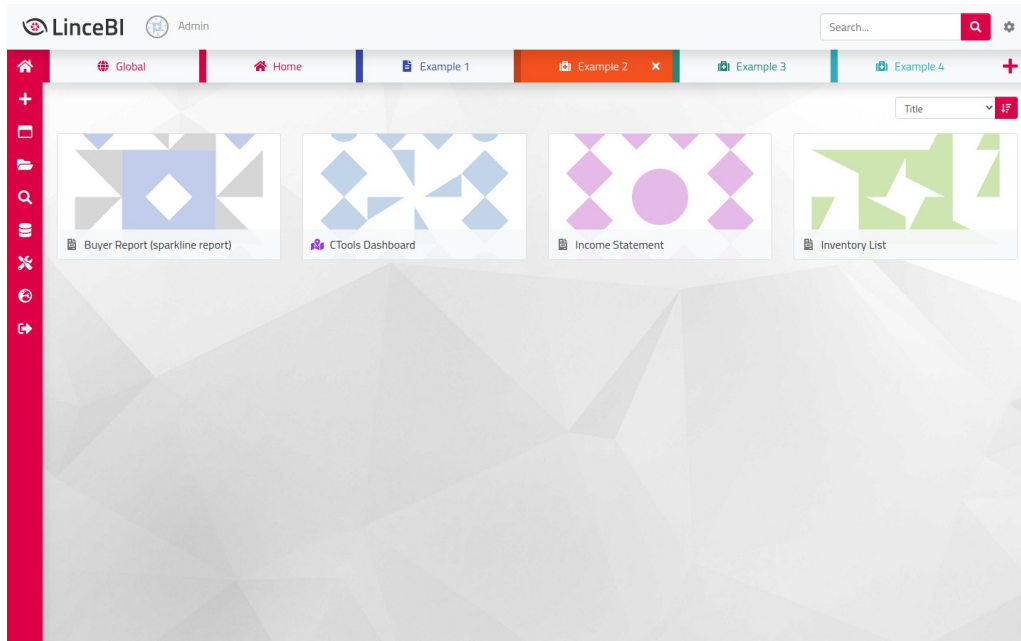 LinceBI
Admin
Search...
Global
Home
Example 1
Example 2
Example 3
Example 4
Title
Buyer Report (sparkline report)
CTools Dashboard
Income Statement
Inventory List